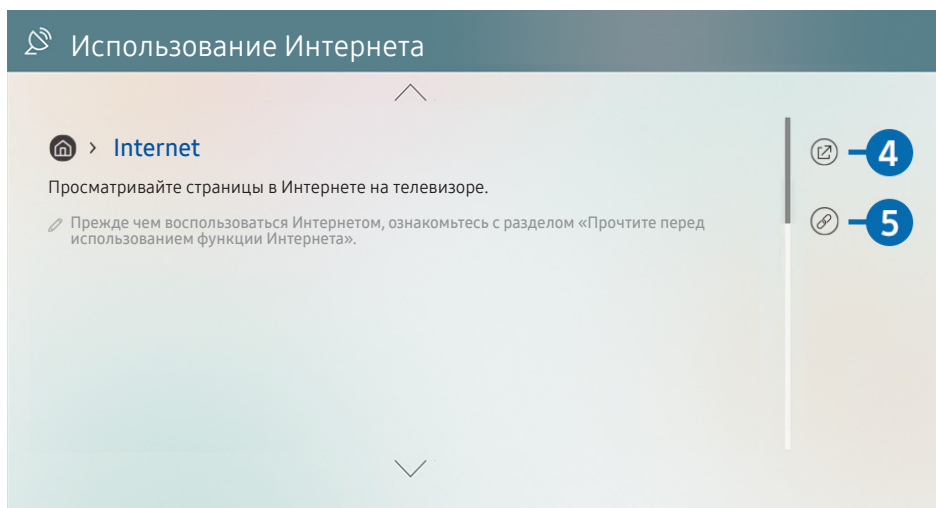 Использование Интернета
> Internet
4
Просматривайте страницы в Интернете на телевизоре.
Прежде чем воспользоваться Интернетом, ознакомьтесь с разделом «Прочтите перед
использованием функции Интернета».
5